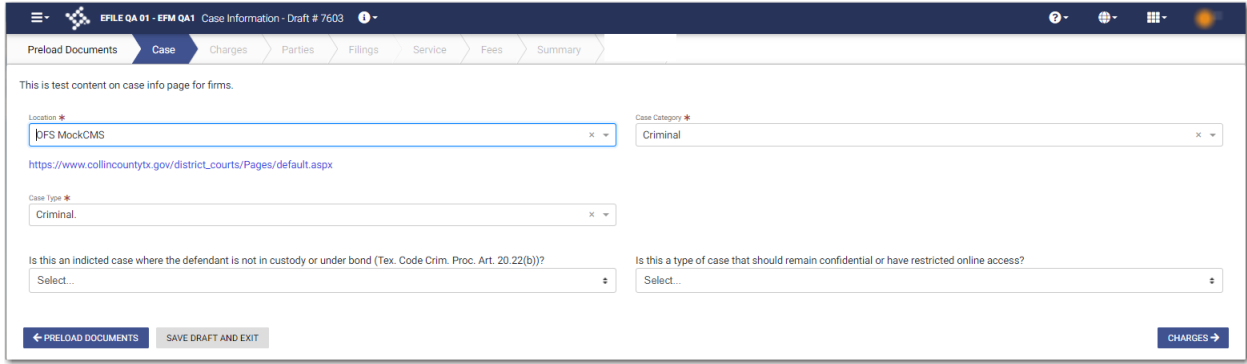 EFILE QA 01 - EFM QA1 Case Information - Draft # 7603
Preload Documents Case Charges Parties Filings Service Fees Summary
This is test content on case info page for firms.
Location * Case Category *
OFS MockCMS Criminal
https://www.collincountytx.gov/district_courts/Pages/default.aspx
Case Type *
Criminal.
Is this an indicted case where the defendant is not in custody or under bond (Tex. Code Crim. Proc. Art. 20.22(b))? Is this a type of case that should remain confidential or have restricted online access?
Select... Select...
PRELOAD DOCUMENTS SAVE DRAFT AND EXIT CHARGES